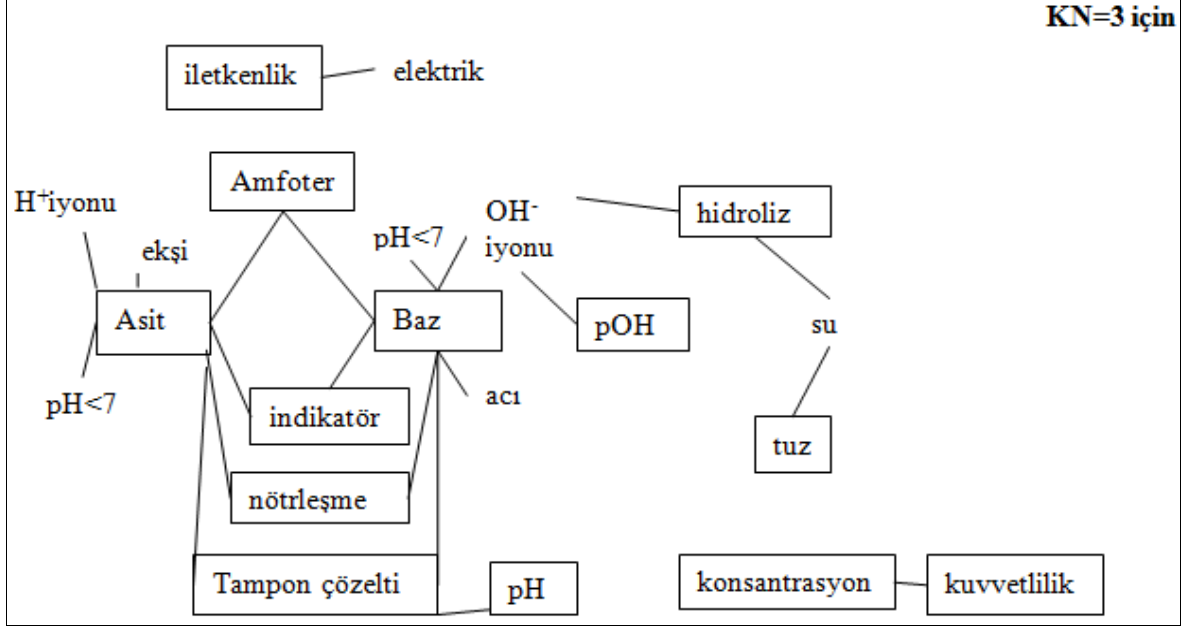 KN=3 için
iletkenlik
elektrik
Amfoter
H⁺iyonu
ekşi
pH<7
OH⁻
iyonu
hidroliz
Asit
Baz
pOH
su
pH<7
indikatör
acı
tuz
nötrleşme
Tampon çözelti
pH
konsantrasyon
kuvvetlilik